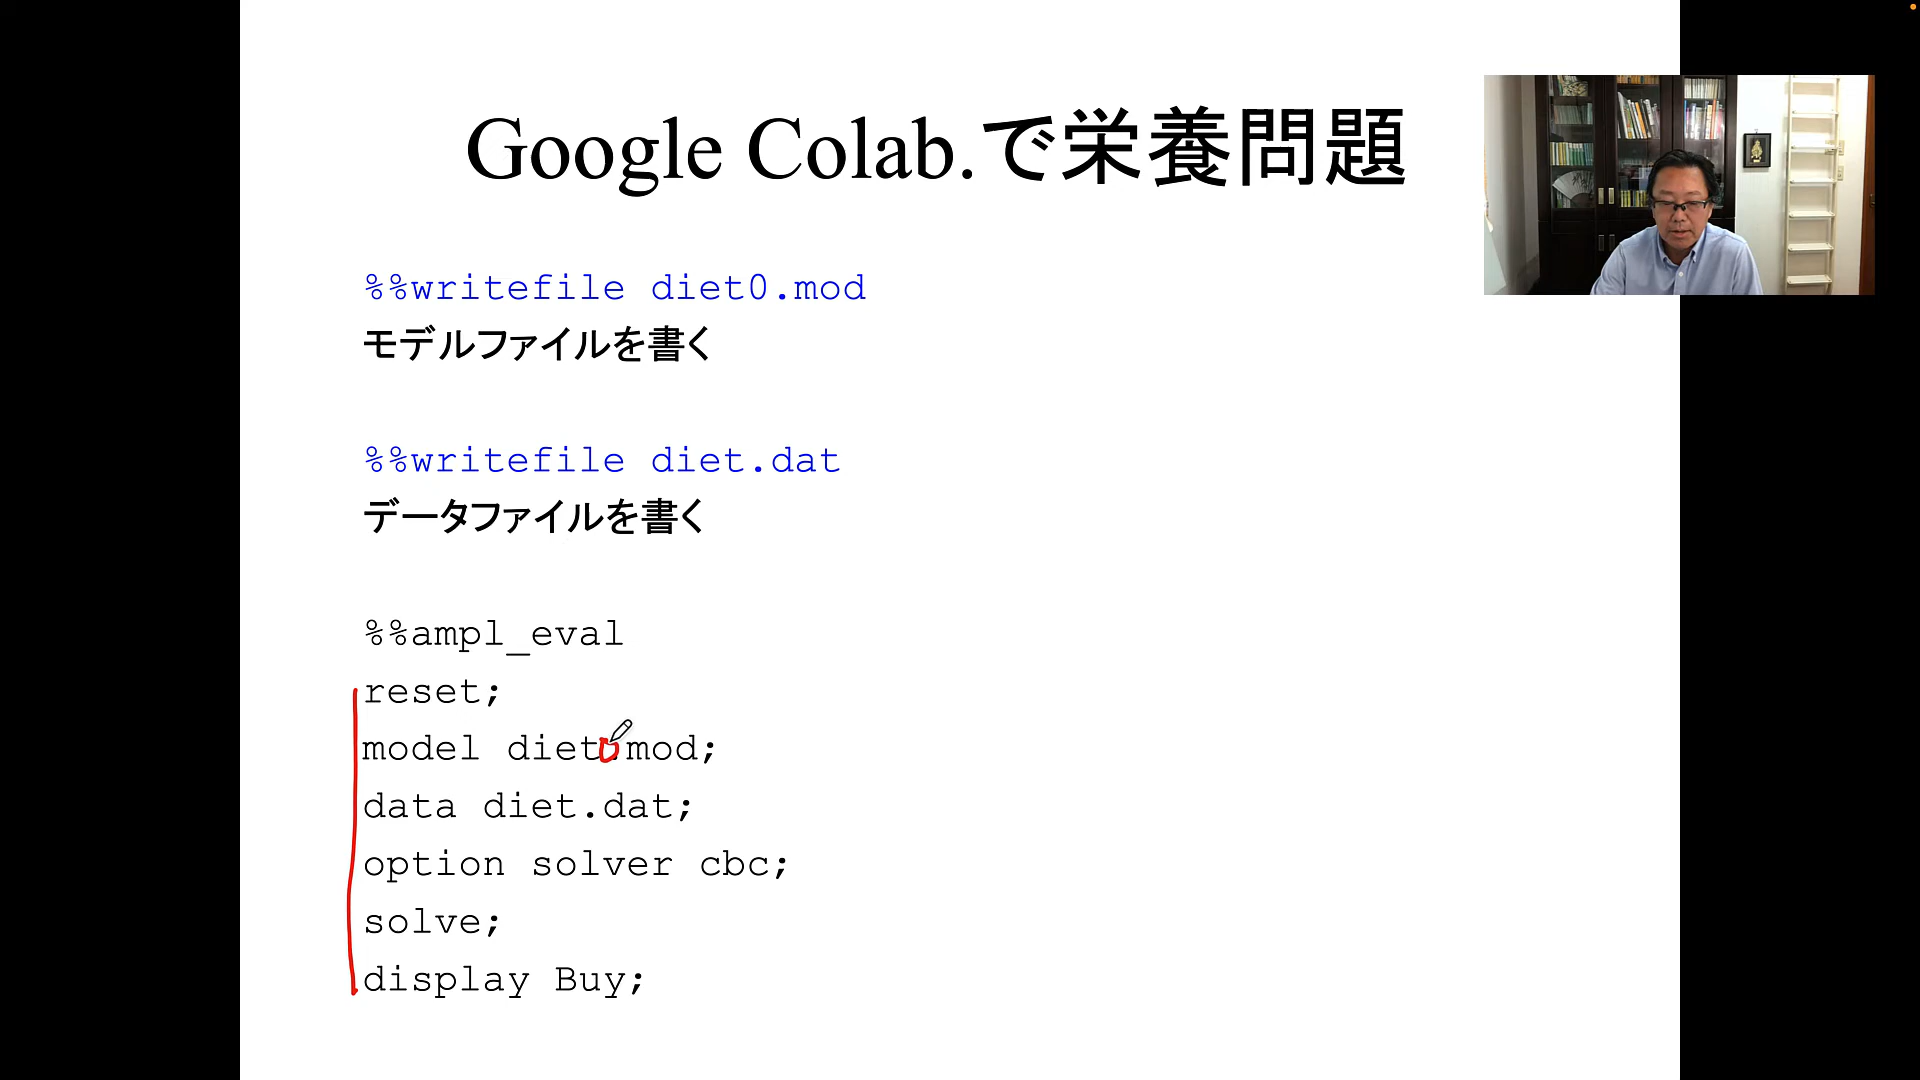 Google Colab.で栄養問題
%%writefile diet0.mod
モデルファイルを書く
%%writefile diet.dat
データファイルを書く
%%ampl_eval
reset;
model diet0.mod;
data diet.dat;
option solver cbc;
solve;
display Buy;